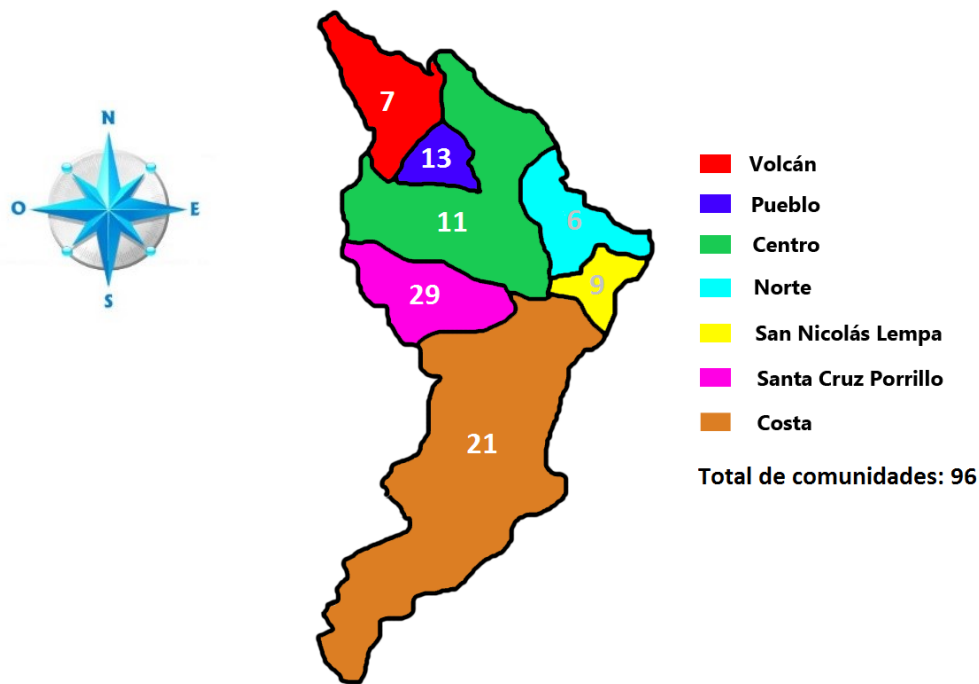 N
O
E
S
7
13
11
6
9
29
21
Volcán
Pueblo
Centro
Norte
San Nicolás Lempa
Santa Cruz Porrillo
Costa
Total de comunidades: 96